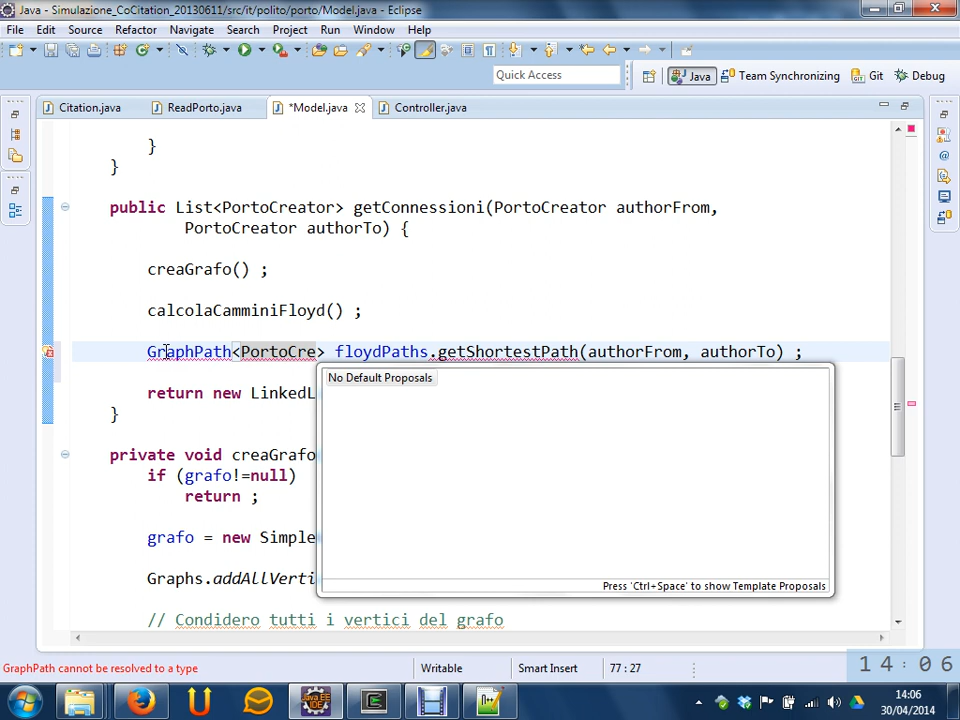 Java - Simulazione_CoCitation_20130611/src/it/polito/porto/Model.java - Eclipse
File Edit Source Refactor Navigate Search Project Run Window Help
Quick Access
Java Team Synchronizing Git Debug
Citation.java ReadPorto.java *Model.java Controller.java
}
}
public List<PortoCreator> getConnessioni(PortoCreator authorFrom,
PortoCreator authorTo) {
creaGrafo() ;
calcolaCamminiFloyd() ;
GraphPath<PortoCre> floydPaths.getShortestPath(authorFrom, authorTo) ;
No Default Proposals
return new LinkedL
}
private void creaGrafo
if (grafo!=null)
return ;
grafo = new Simple
Graphs.addAllVerti
Press 'Ctrl+Space' to show Template Proposals
// Condidero tutti i vertici del grafo
GraphPath cannot be resolved to a type Writable Smart Insert 77 : 27
14:06
14:06
30/04/2014